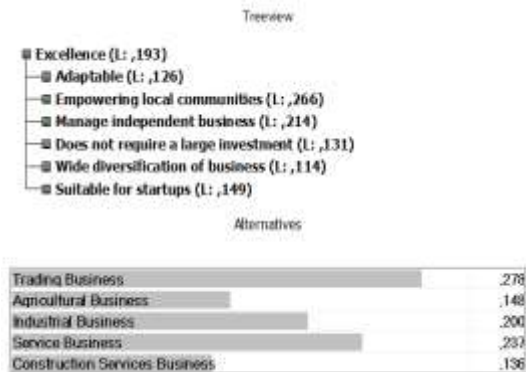 Treeview
Excellence (L: ,193)
Adaptable (L: ,126)
Empowering local communities (L: ,266)
Manage independent business (L: ,214)
Does not require a large investment (L: ,131)
Wide diversification of business (L: ,114)
Suitable for startups (L: ,149)
Alternatives
Trading Business ,278
Agricultural Business ,148
Industrial Business ,200
Service Business ,237
Construction Services Business ,136